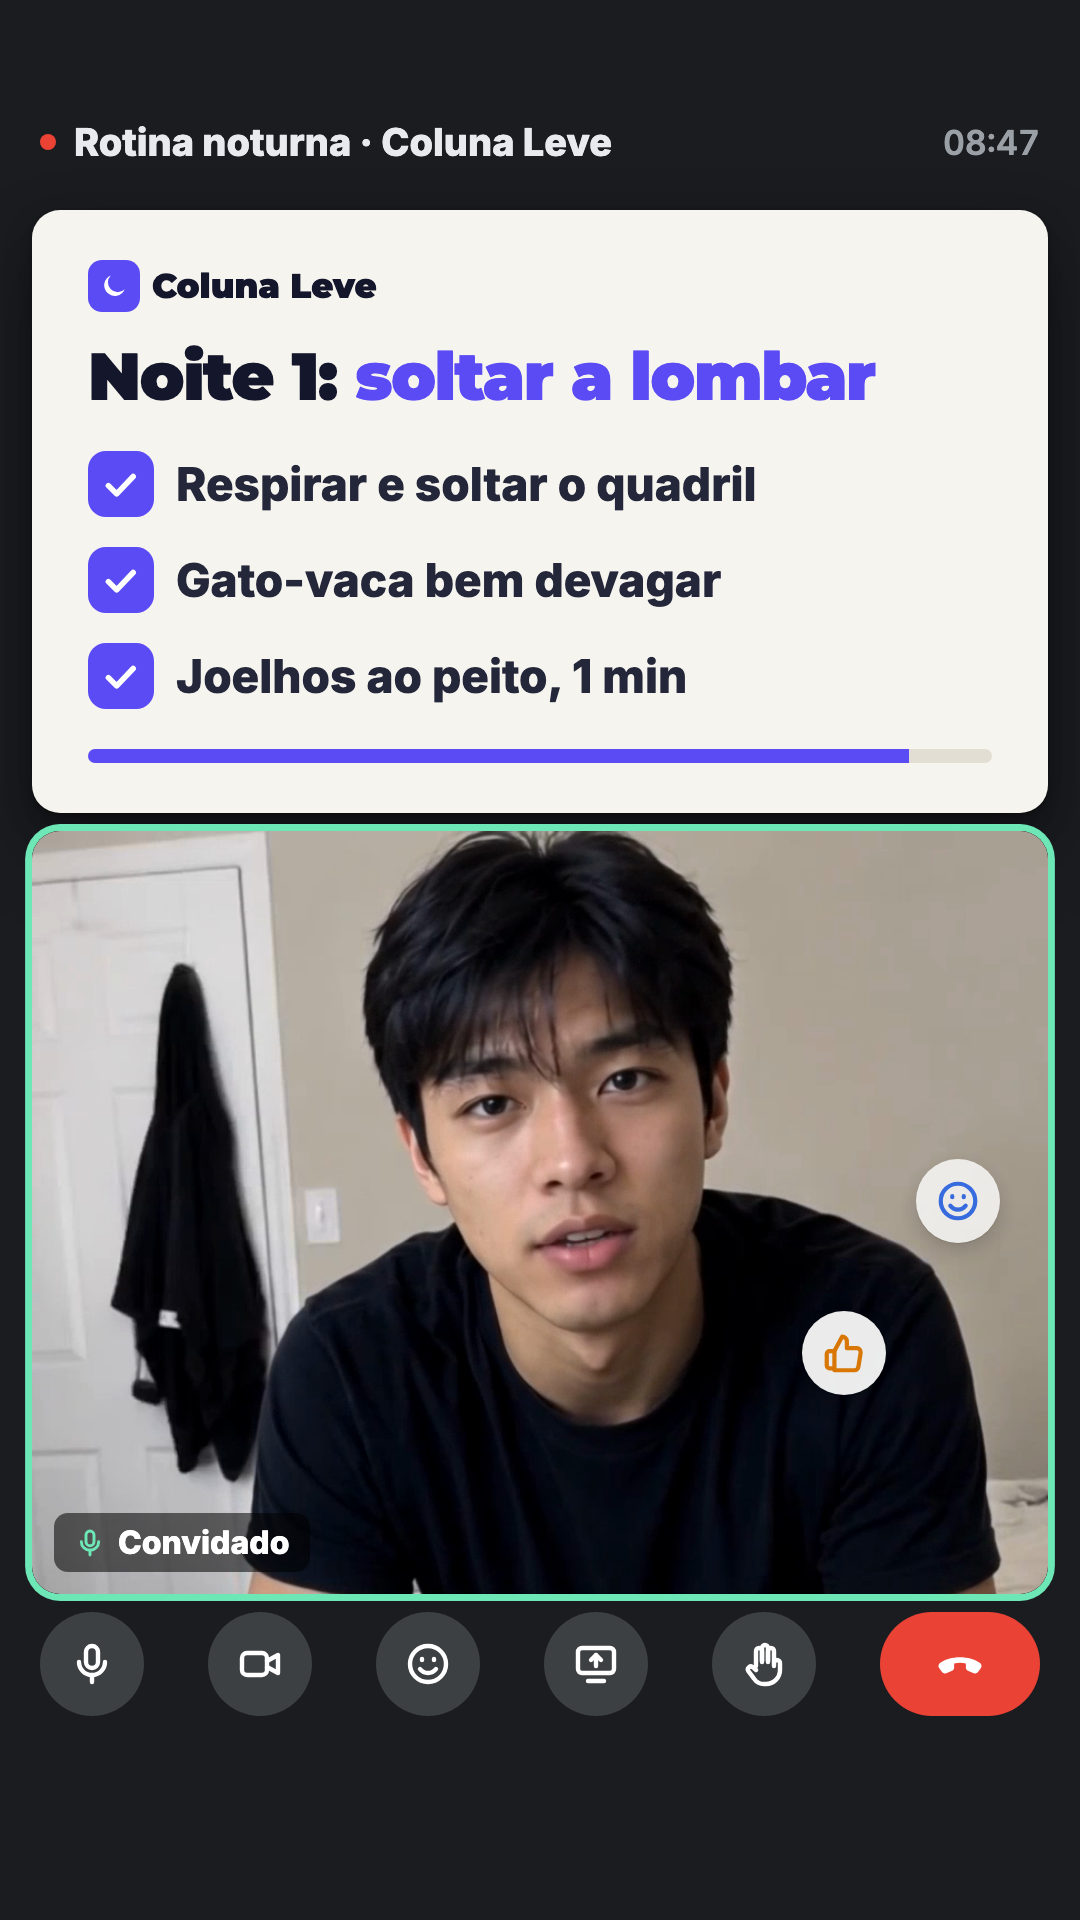 Rotina noturna · Coluna Leve
08:47
Coluna Leve
Noite 1: soltar a lombar
Respirar e soltar o quadril
Gato-vaca bem devagar
Joelhos ao peito, 1 min
Convidado